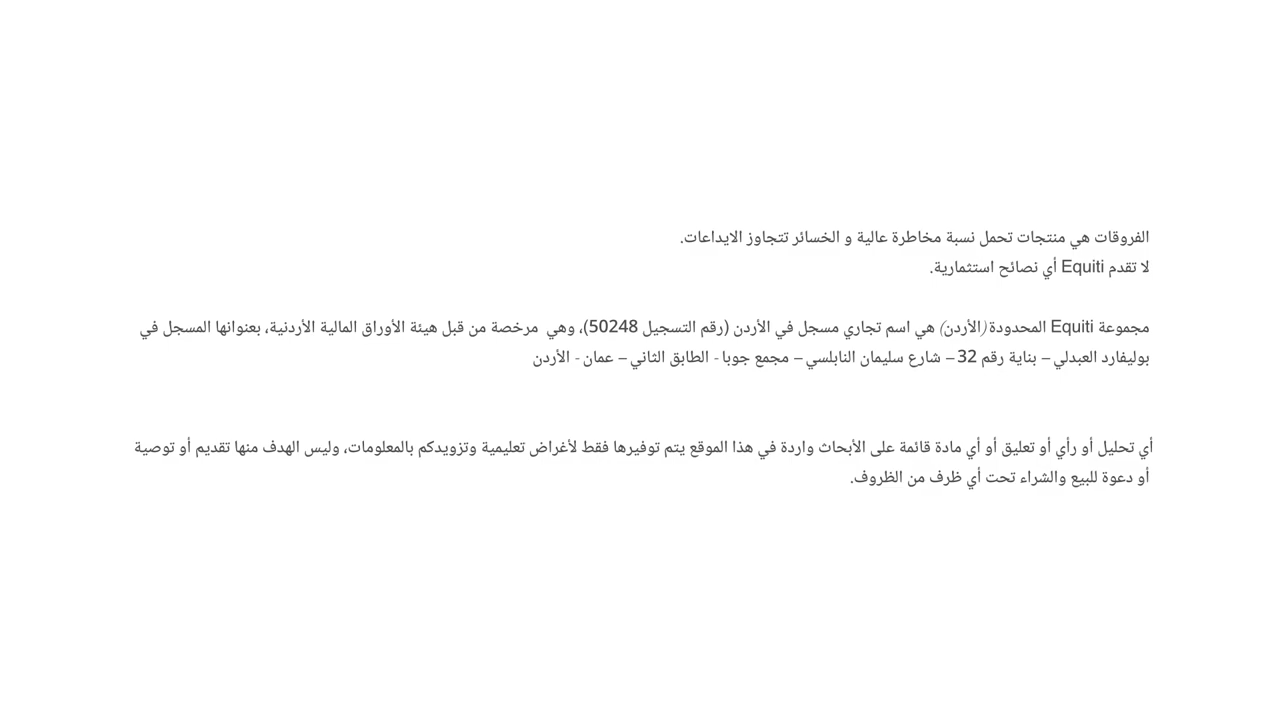 الفروقات هي منتجات تحمل نسبة مخاطرة عالية و الخسائر تتجاوز الايداعات.
لا تقدم Equiti أي نصائح استثمارية.
مجموعة Equiti المحدودة (الأردن) هي اسم تجاري مسجل في الأردن (رقم التسجيل 50248)، وهي مرخصة من قبل هيئة الأوراق المالية الأردنية، بعنوانها المسجل في
بوليفارد العبدلي – بناية رقم 32 – شارع سليمان النابلسي – مجمع جوبا - الطابق الثاني – عمان - الأردن
أي تحليل أو رأي أو تعليق أو أي مادة قائمة على الأبحاث واردة في هذا الموقع يتم توفيرها فقط لأغراض تعليمية وتزويدكم بالمعلومات، وليس الهدف منها تقديم أو توصية
أو دعوة للبيع والشراء تحت أي ظرف من الظروف.